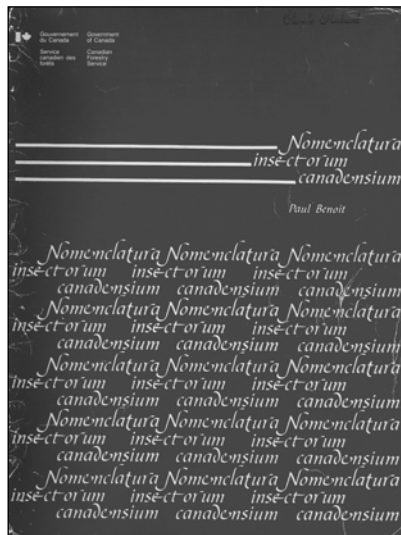 Gouvernement
du Canada
Government
of Canada
Service
canadien des
forêts
Canadian
Forestry
Service
Nomenclatura
insectorum
canadensium
Paul Benoit
Nomenclatura Nomenclatura Nomenclatura
insectorum insectorum insectorum
canadensium canadensium canadensium
Nomenclatura Nomenclatura Nomenclatura
insectorum insectorum insectorum
canadensium canadensium canadensium
Nomenclatura Nomenclatura Nomenclatura
insectorum insectorum insectorum
canadensium canadensium canadensium
Nomenclatura Nomenclatura Nomenclatura
insectorum insectorum insectorum
canadensium canadensium canadensium
Nomenclatura Nomenclatura Nomenclatura
insectorum insectorum insectorum
canadensium canadensium canadensium